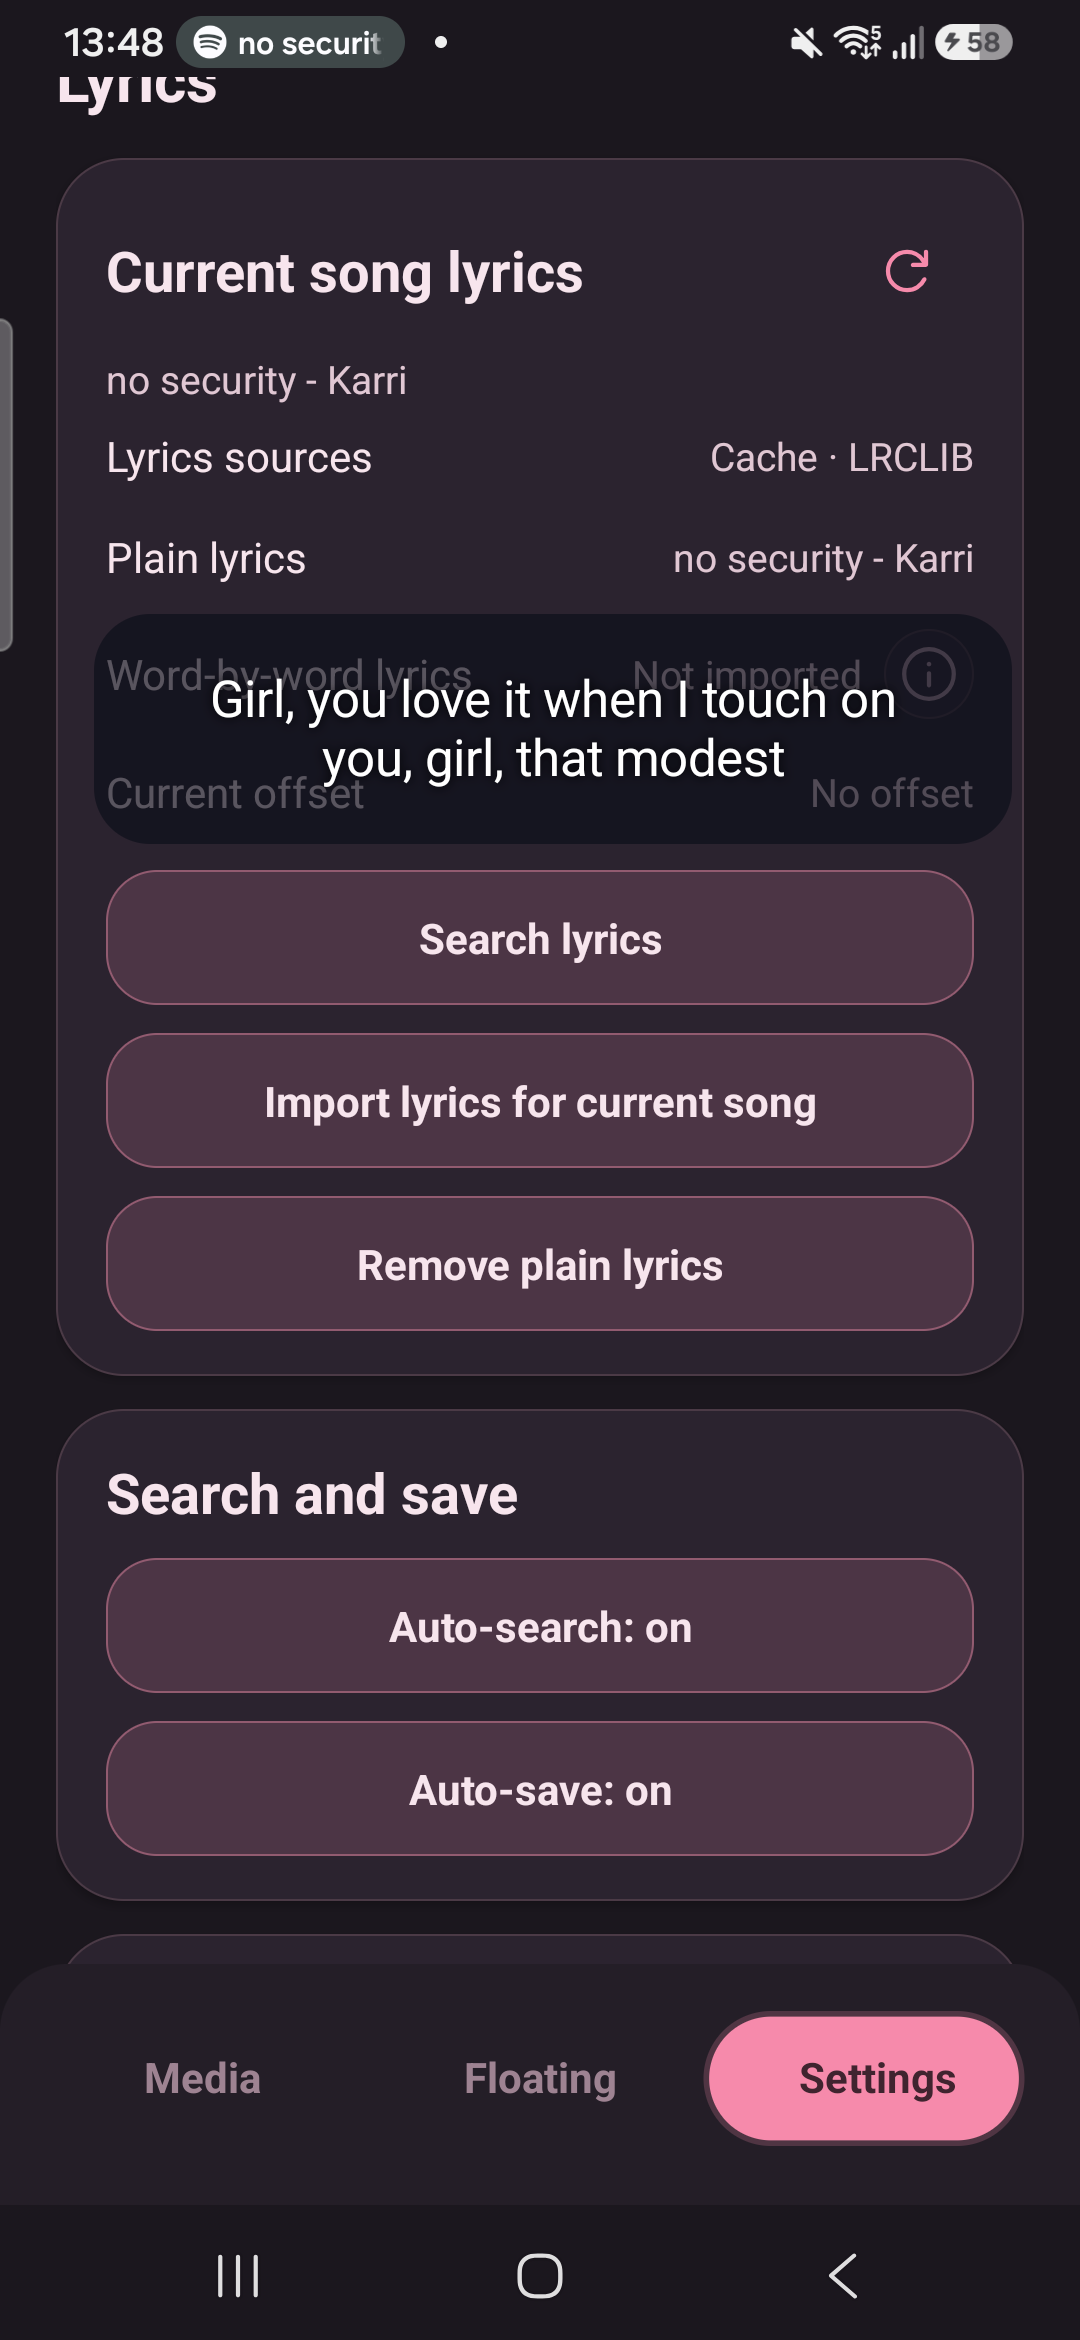 13:48 no securit 58
Lyrics
Current song lyrics
no security - Karri
Lyrics sources Cache · LRCLIB
Plain lyrics no security - Karri
Word-by-word lyrics Not imported
Girl, you love it when I touch on
you, girl, that modest
Current offset No offset
Search lyrics
Import lyrics for current song
Remove plain lyrics
Search and save
Auto-search: on
Auto-save: on
Media Floating Settings